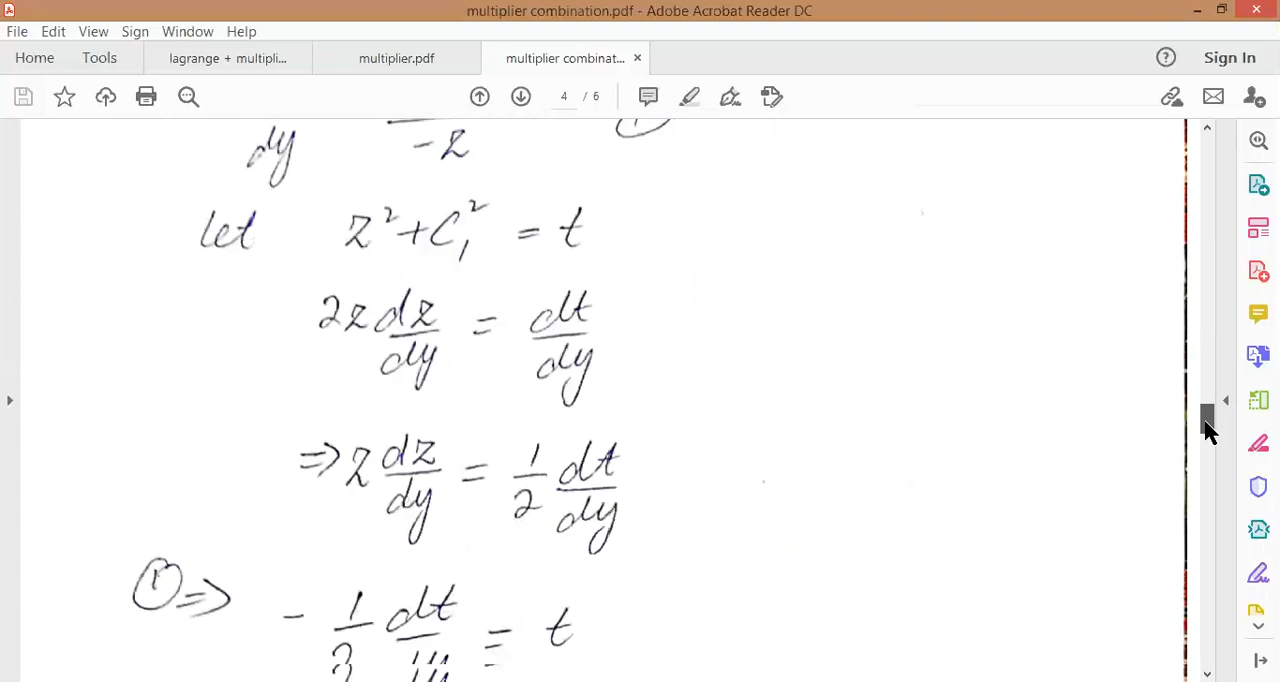 multiplier combination.pdf - Adobe Acrobat Reader DC
File Edit View Sign Window Help
Home Tools lagrange + multipli... multiplier.pdf multiplier combinat... × Sign In
4 / 6
dy -z
let z² + C₁² = t
2z dz/dy = dt/dy
=> z dz/dy = 1/2 dt/dy
① => - 1/2 dt/dy = t